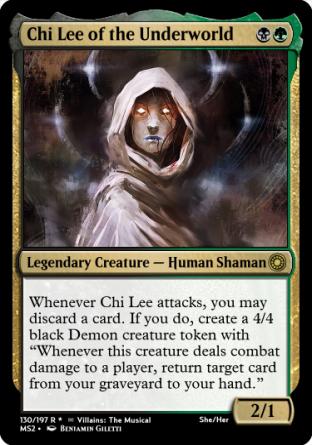 Chi Lee of the Underworld
Legendary Creature — Human Shaman
Whenever Chi Lee attacks, you may
discard a card. If you do, create a 4/4
black Demon creature token with
“Whenever this creature deals combat
damage to a player, return target card
from your graveyard to your hand.”
2/1
130/197 R * = Villains: The Musical She/Her
MS2 • Benjamin Giletti